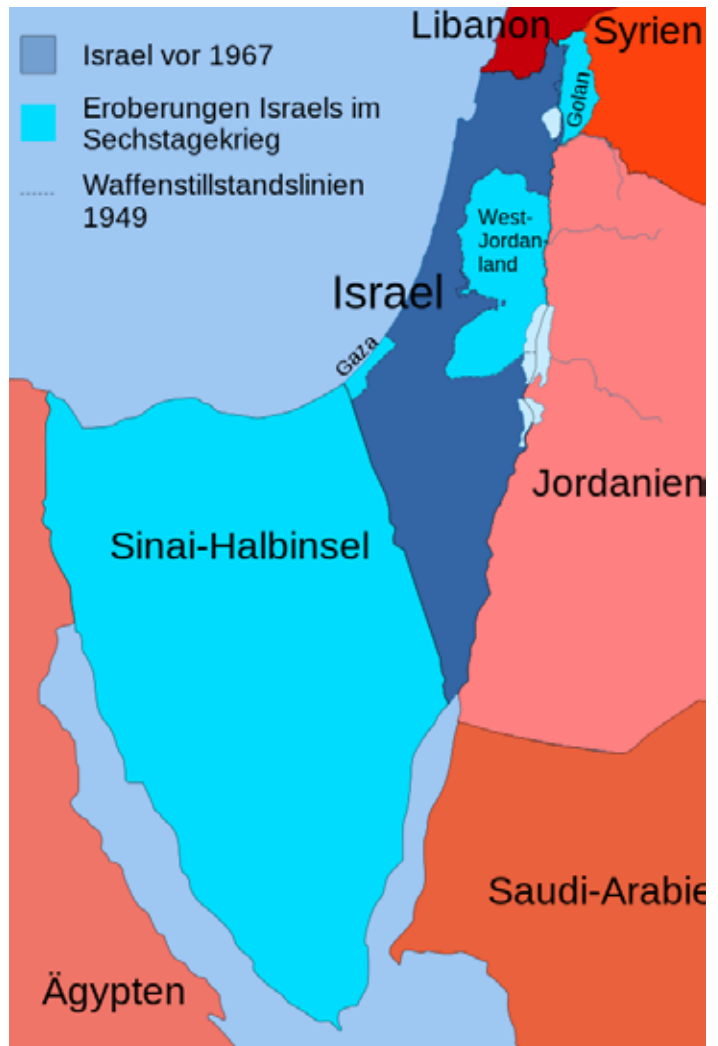 Libanon
Syrien
Israel vor 1967
Eroberungen Israels im
Sechstagekrieg
Waffenstillstandslinien
1949
Golan
West-
Jordan-
land
Israel
Gaza
Jordanien
Sinai-Halbinsel
Saudi-Arabie
Ägypten